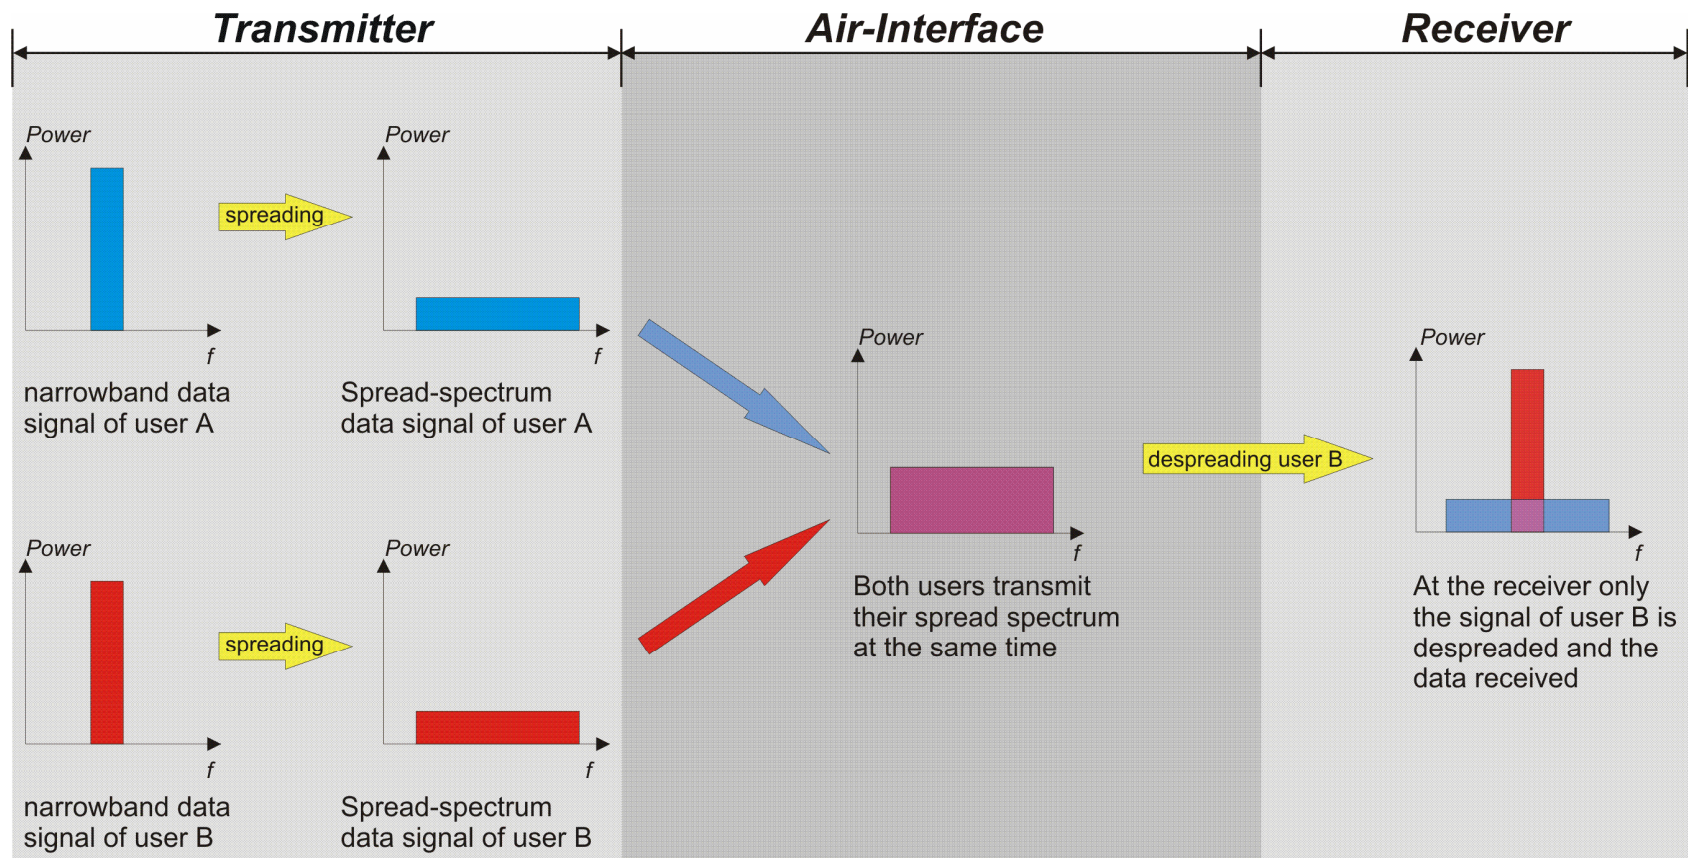 Transmitter
Air-Interface
Receiver
Power
f
narrowband data
signal of user A
spreading
Power
f
Spread-spectrum
data signal of user A
Power
f
narrowband data
signal of user B
spreading
Power
f
Spread-spectrum
data signal of user B
Power
f
Both users transmit
their spread spectrum
at the same time
despreading user B
Power
f
At the receiver only
the signal of user B is
despreaded and the
data received